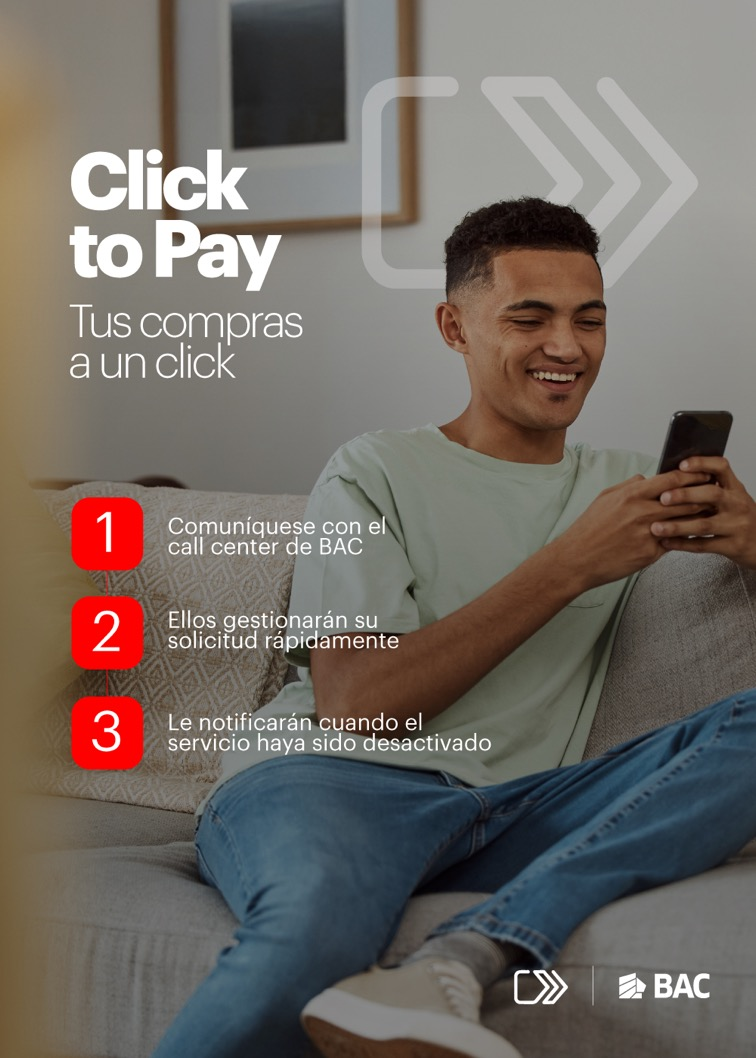 Click
to Pay
Tus compras
a un click
1
Comuníquese con el
call center de BAC
2
Ellos gestionarán su
solicitud rápidamente
3
Le notificarán cuando el
servicio haya sido desactivado
BAC